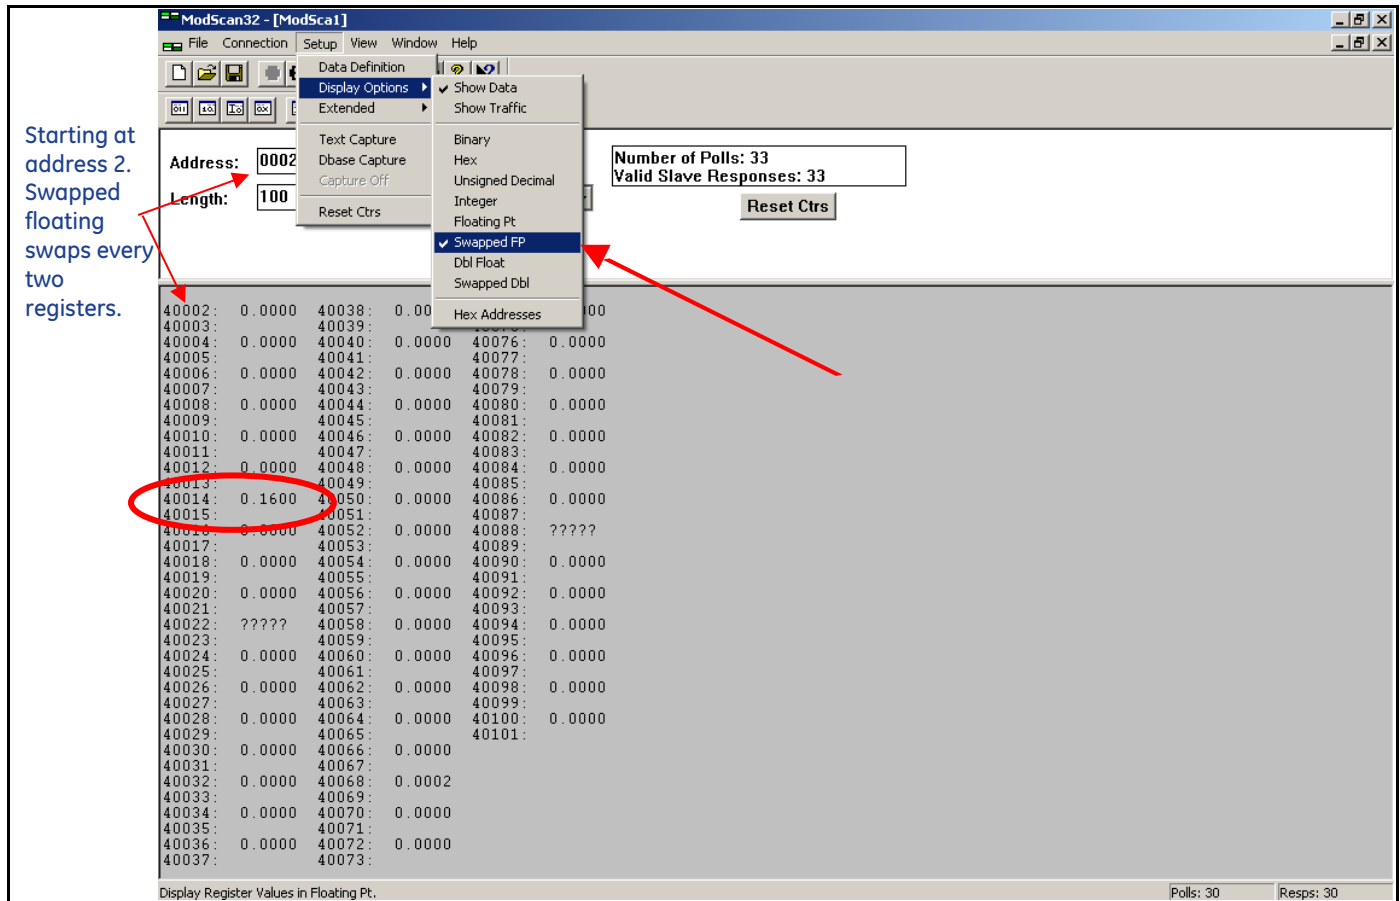 ModScan32 - [ModSca1]
File Connection Setup View Window Help
Data Definition
Display Options
Extended
Text Capture
Dbase Capture
Capture Off
Reset Ctrs
Show Data
Show Traffic
Binary
Hex
Unsigned Decimal
Integer
Floating Pt
Swapped FP
Dbl Float
Swapped Dbl
Hex Addresses
Starting at
address 2.
Swapped
floating
swaps every
two
registers.
Address: 0002
Length: 100
Number of Polls: 33
Valid Slave Responses: 33
Reset Ctrs
40002: 0.0000 40038: 0.00 00
40003: 40039:
40004: 0.0000 40040: 0.0000 40076: 0.0000
40005: 40041: 40077:
40006: 0.0000 40042: 0.0000 40078: 0.0000
40007: 40043: 40079:
40008: 0.0000 40044: 0.0000 40080: 0.0000
40009: 40045: 40081:
40010: 0.0000 40046: 0.0000 40082: 0.0000
40011: 40047: 40083:
40012: 0.0000 40048: 0.0000 40084: 0.0000
40013: 40049: 40085:
40014: 0.1600 40050: 0.0000 40086: 0.0000
40015: 40051: 40087:
40016: 0.0000 40052: 0.0000 40088: ?????
40017: 40053: 40089:
40018: 0.0000 40054: 0.0000 40090: 0.0000
40019: 40055: 40091:
40020: 0.0000 40056: 0.0000 40092: 0.0000
40021: 40057: 40093:
40022: ????? 40058: 0.0000 40094: 0.0000
40023: 40059: 40095:
40024: 0.0000 40060: 0.0000 40096: 0.0000
40025: 40061: 40097:
40026: 0.0000 40062: 0.0000 40098: 0.0000
40027: 40063: 40099:
40028: 0.0000 40064: 0.0000 40100: 0.0000
40029: 40065: 40101:
40030: 0.0000 40066: 0.0000
40031: 40067:
40032: 0.0000 40068: 0.0002
40033: 40069:
40034: 0.0000 40070: 0.0000
40035: 40071:
40036: 0.0000 40072: 0.0000
40037: 40073:
Display Register Values in Floating Pt. Polls: 30 Resps: 30